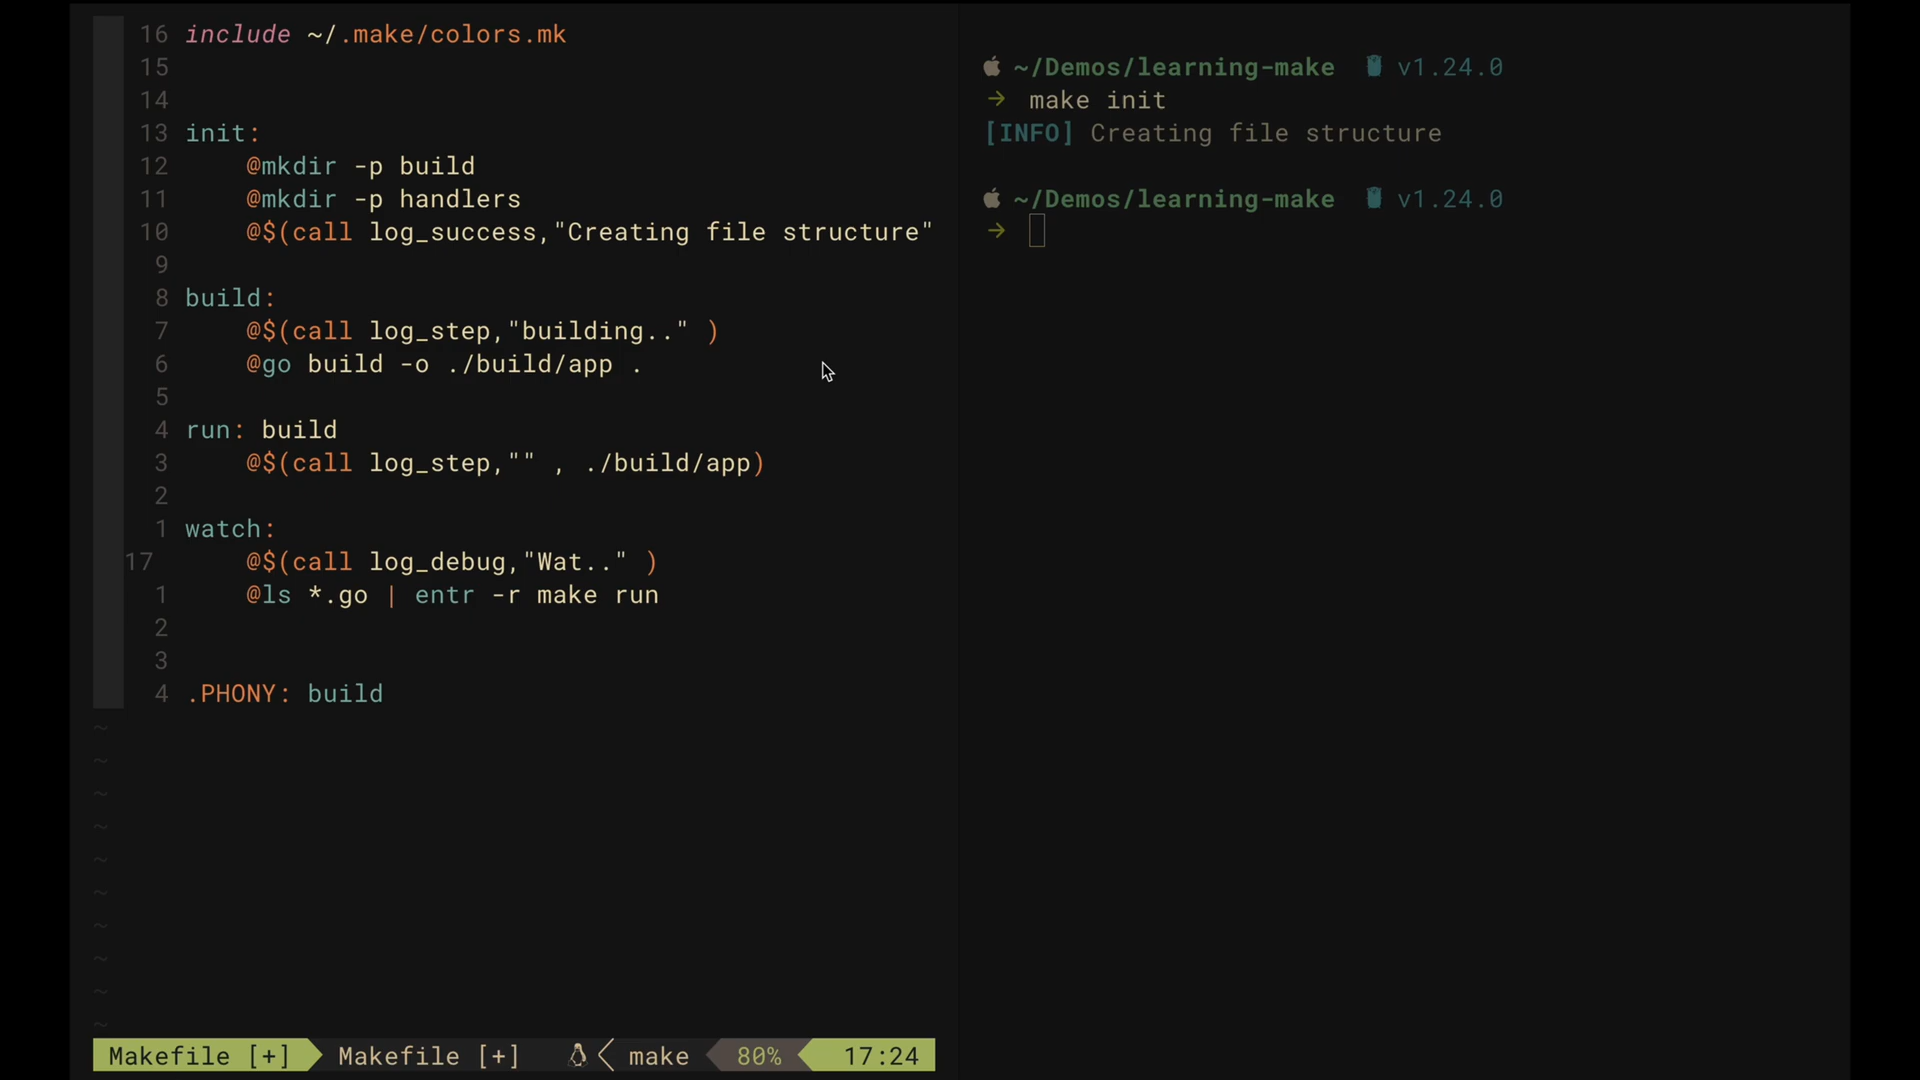 16 include ~/.make/colors.mk
15
14
13 init:
12 @mkdir -p build
11 @mkdir -p handlers
10 @$(call log_success,"Creating file structure"
9
8 build:
7 @$(call log_step,"building.." )
6 @go build -o ./build/app .
5
4 run: build
3 @$(call log_step,"" , ./build/app)
2
1 watch:
17 @$(call log_debug,"Wat.." )
1 @ls *.go | entr -r make run
2
3
4 .PHONY: build
~
~
~
~
~
~
~
~
~
~
Makefile [+] Makefile [+] make 80% 17:24
~/Demos/learning-make v1.24.0
→ make init
[INFO] Creating file structure
~/Demos/learning-make v1.24.0
→